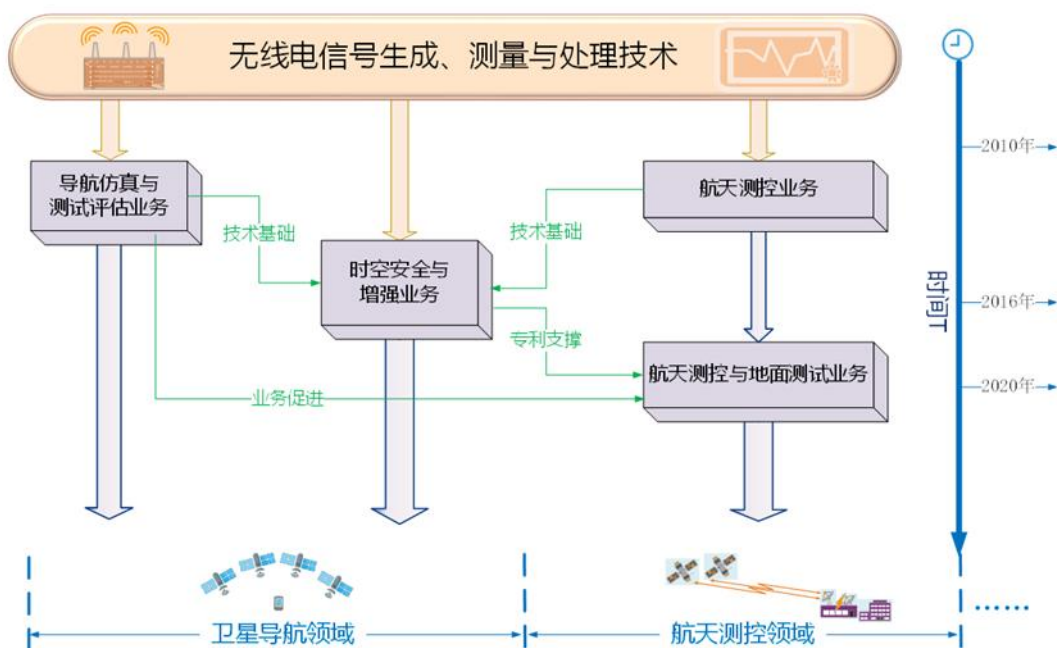 无线电信号生成、测量与处理技术
2010年
导航仿真与
测试评估业务
航天测控业务
技术基础
技术基础
时空安全与
增强业务
时间T
2016年
专利支撑
航天测控与地面测试业务
2020年
业务促进
卫星导航领域
航天测控领域
......